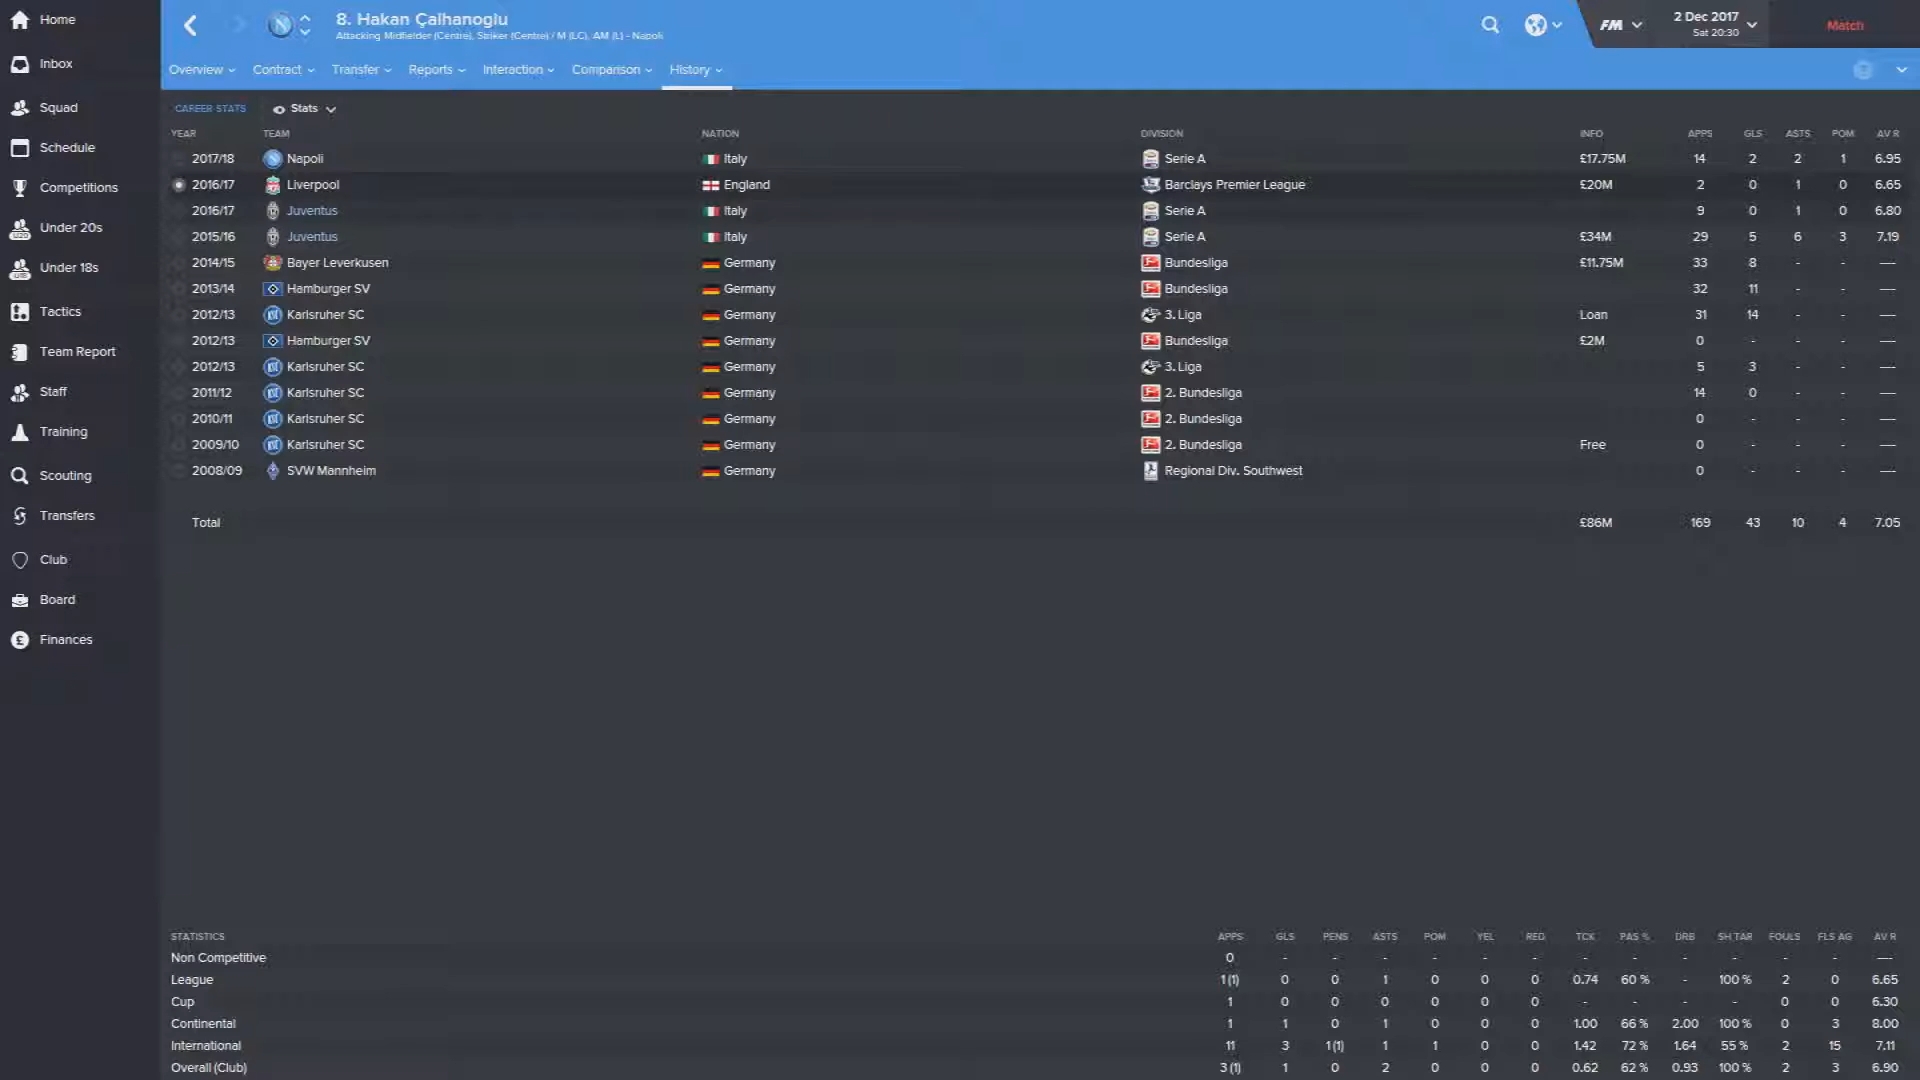 Home
Inbox
Squad
Schedule
Competitions
Under 20s
Under 18s
Tactics
Team Report
Staff
Training
Scouting
Transfers
Club
Board
Finances
8. Hakan Çalhanoglu
Attacking Midfielder (Centre), Striker (Centre) / M (LC), AM (L) - Napoli
FM
2 Dec 2017
Sat 20:30
Match
Overview Contract Transfer Reports Interaction Comparison History
CAREER STATS Stats
YEAR TEAM NATION DIVISION INFO APPS GLS ASTS POM AV R
2017/18 Napoli Italy Serie A £17.75M 14 2 2 1 6.95
2016/17 Liverpool England Barclays Premier League £20M 2 0 1 0 6.65
2016/17 Juventus Italy Serie A 9 0 1 0 6.80
2015/16 Juventus Italy Serie A £34M 29 5 6 3 7.19
2014/15 Bayer Leverkusen Germany Bundesliga £11.75M 33 8 - - ---
2013/14 Hamburger SV Germany Bundesliga 32 11 - - ---
2012/13 Karlsruher SC Germany 3. Liga Loan 31 14 - - ---
2012/13 Hamburger SV Germany Bundesliga £2M 0 - - - ---
2012/13 Karlsruher SC Germany 3. Liga 5 3 - - ---
2011/12 Karlsruher SC Germany 2. Bundesliga 14 0 - - ---
2010/11 Karlsruher SC Germany 2. Bundesliga 0 - - - ---
2009/10 Karlsruher SC Germany 2. Bundesliga Free 0 - - - ---
2008/09 SVW Mannheim Germany Regional Div. Southwest 0 - - - ---
Total £86M 169 43 10 4 7.05
STATISTICS APPS GLS PENS ASTS POM YEL RED TCK PAS % DRB SH TAR FOULS FLS AG AV R
Non Competitive 0 - - - - - - - - - - - - ---
League 1 (1) 0 0 1 0 0 0 0.74 60 % - 100 % 2 0 6.65
Cup 1 0 0 0 0 0 0 - - - - 0 0 6.30
Continental 1 1 0 1 0 0 0 1.00 66 % 2.00 100 % 0 3 8.00
International 11 3 1 (1) 1 1 0 0 1.42 72 % 1.64 55 % 2 15 7.11
Overall (Club) 3 (1) 1 0 2 0 0 0 0.62 62 % 0.93 100 % 2 3 6.90